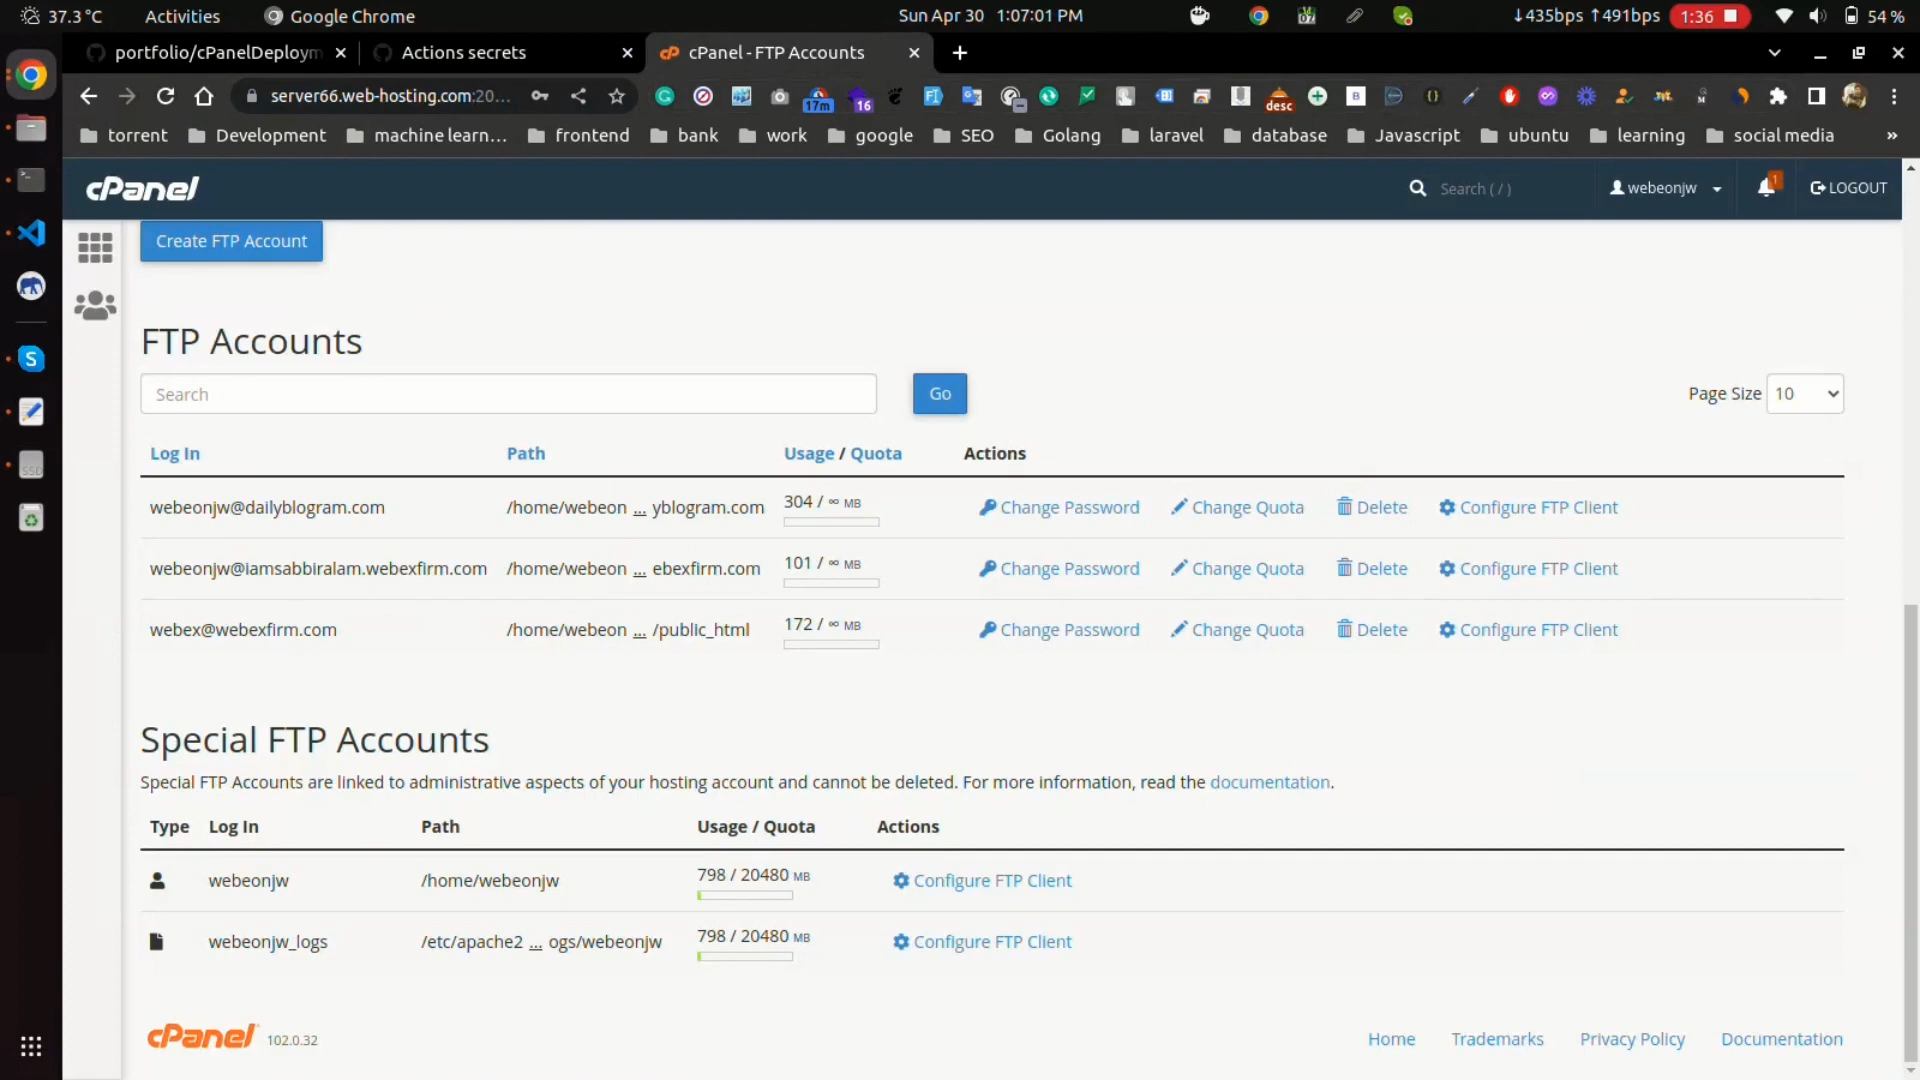 37.3 °C Activities Google Chrome Sun Apr 30 1:07:01 PM ↓435bps ↑491bps 1:36 54 %
portfolio/cPanelDeploym Actions secrets cPanel - FTP Accounts
server66.web-hosting.com:20... 17m 16 desc
torrent Development machine learn... frontend bank work google SEO Golang laravel database Javascript ubuntu learning social media »
cPanel Search ( / ) webeonjw 1 LOGOUT
Create FTP Account
FTP Accounts
Search Go Page Size 10
Log In Path Usage / Quota Actions
webeonjw@dailyblogram.com /home/webeon ... yblogram.com 304 / ∞ MB Change Password Change Quota Delete Configure FTP Client
webeonjw@iamsabbiralam.webexfirm.com /home/webeon ... ebexfirm.com 101 / ∞ MB Change Password Change Quota Delete Configure FTP Client
webex@webexfirm.com /home/webeon ... /public_html 172 / ∞ MB Change Password Change Quota Delete Configure FTP Client
Special FTP Accounts
Special FTP Accounts are linked to administrative aspects of your hosting account and cannot be deleted. For more information, read the documentation.
Type Log In Path Usage / Quota Actions
webeonjw /home/webeonjw 798 / 20480 MB Configure FTP Client
webeonjw_logs /etc/apache2 ... ogs/webeonjw 798 / 20480 MB Configure FTP Client
cPanel 102.0.32 Home Trademarks Privacy Policy Documentation